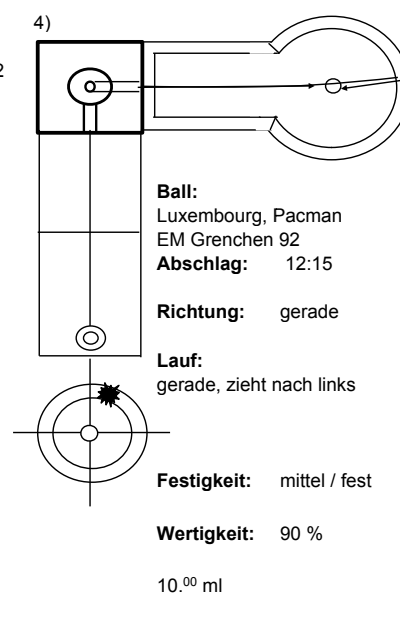 4)
2
Ball:
Luxembourg, Pacman
EM Grenchen 92
Abschlag: 12:15
Richtung: gerade
Lauf:
gerade, zieht nach links
Festigkeit: mittel / fest
Wertigkeit: 90 %
10.⁰⁰ ml